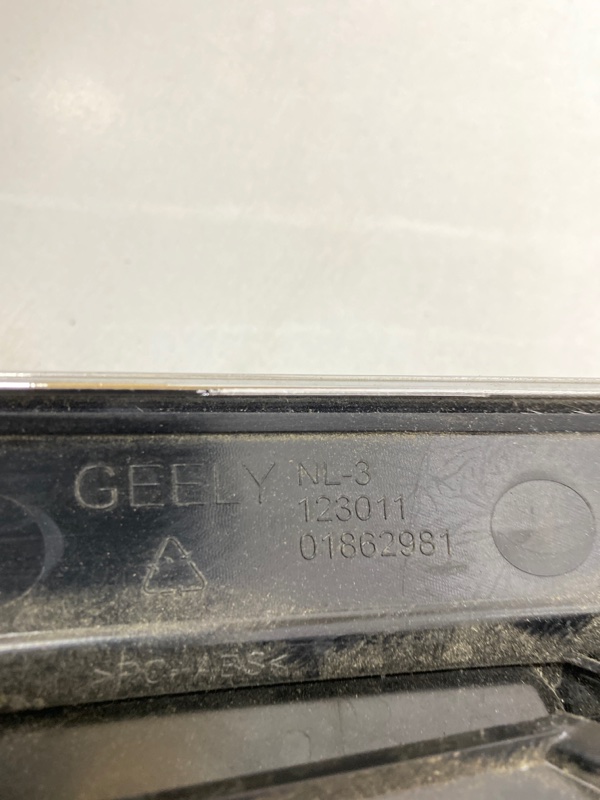 GEELY NL-3
123011
01862981
>PC+ABS<